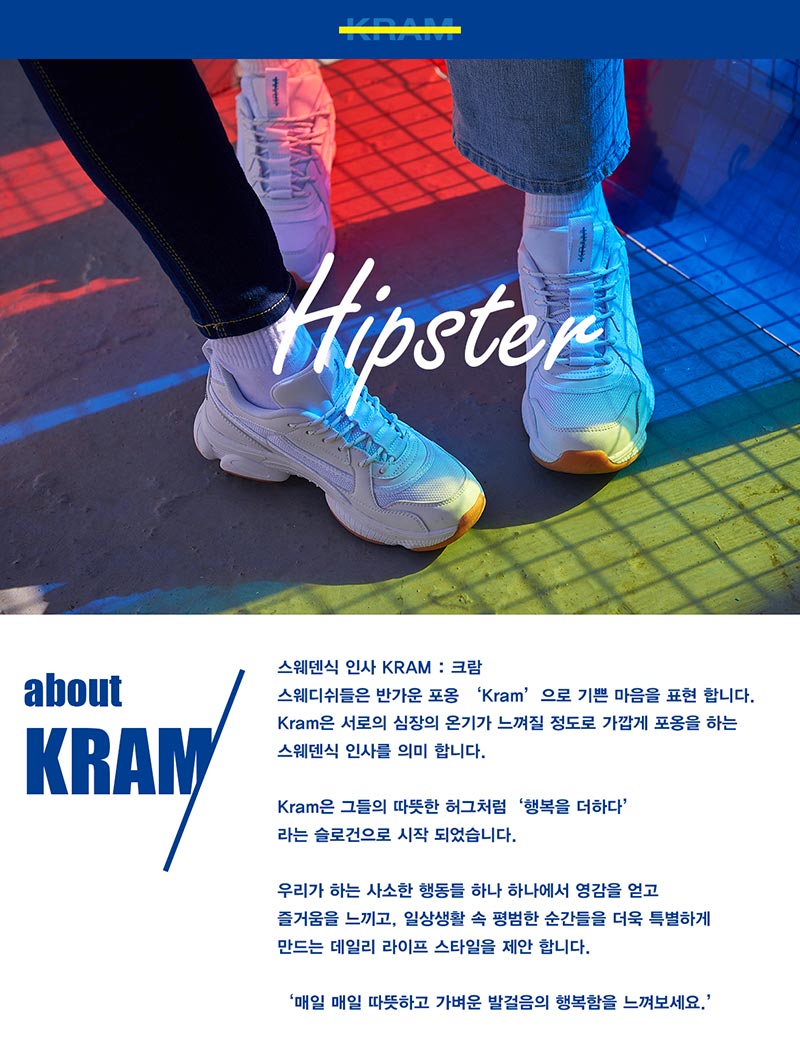 KRAM
Hipster
about
KRAM
스웨덴식 인사 KRAM : 크람
스웨디쉬들은 반가운 포옹 ‘Kram’으로 기쁜 마음을 표현 합니다.
Kram은 서로의 심장의 온기가 느껴질 정도로 가깝게 포옹을 하는
스웨덴식 인사를 의미 합니다.
Kram은 그들의 따뜻한 허그처럼 ‘행복을 더하다’
라는 슬로건으로 시작 되었습니다.
우리가 하는 사소한 행동들 하나 하나에서 영감을 얻고
즐거움을 느끼고, 일상생활 속 평범한 순간들을 더욱 특별하게
만드는 데일리 라이프 스타일을 제안 합니다.
‘매일 매일 따뜻하고 가벼운 발걸음의 행복함을 느껴보세요.’